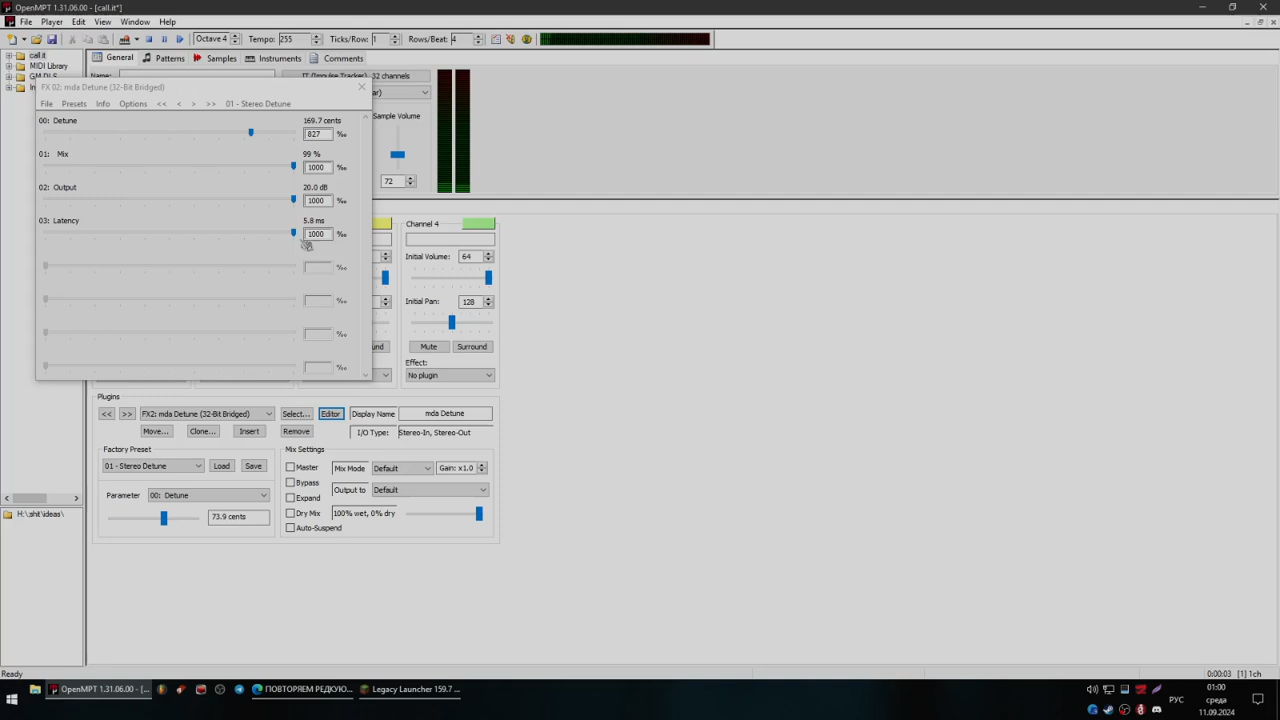 OpenMPT 1.31.06.00 - [call.it*]
File Player Edit View Window Help
Octave 4 Tempo: 255 Ticks/Row: 1 Rows/Beat: 4
call.it
MIDI Library
GM.DLS
General Patterns Samples Instruments Comments
Name:
IT (Impulse Tracker), 32 channels
FX 02: mda Detune (32-Bit Bridged)
File Presets Info Options << < > >> 01 - Stereo Detune
00: Detune 169.7 cents
827 ‰
01: Mix 99 %
1000 ‰
02: Output 20.0 dB
1000 ‰
03: Latency 5.8 ms
1000 ‰
‰
‰
‰
‰
Sample Volume
72
Channel 4
Initial Volume: 64
Initial Pan: 128
Mute Surround
Effect:
No plugin
Plugins
<< >> FX2: mda Detune (32-Bit Bridged) Select... Editor Display Name mda Detune
Move... Clone... Insert Remove I/O Type: Stereo-In, Stereo-Out
Factory Preset
01 - Stereo Detune Load Save
Parameter 00: Detune
73.9 cents
Mix Settings
Master Mix Mode Default Gain: x1.0
Bypass
Output to Default
Expand
Dry Mix 100% wet, 0% dry
Auto-Suspend
H:\.shit\ideas\
Ready 0:00:03 [1] 1ch
OpenMPT 1.31.06.00 - [...
ПОВТОРЯЕМ РЕДКУЮ...
Legacy Launcher 159.7 ...
РУС
01:00
среда
11.09.2024